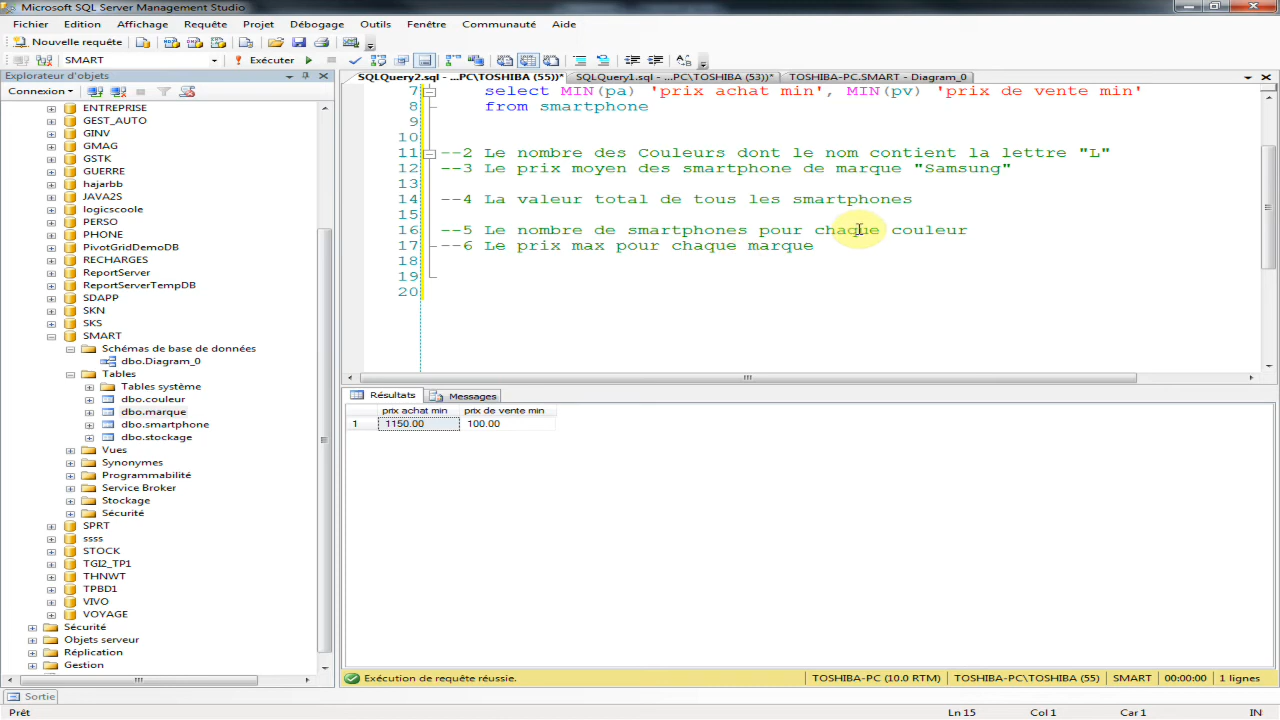 Microsoft SQL Server Management Studio
Fichier Edition Affichage Requête Projet Débogage Outils Fenêtre Communauté Aide
Nouvelle requête
SMART Exécuter
Explorateur d'objets
SQLQuery2.sql - ...PC\TOSHIBA (55))* SQLQuery1.sql - ...PC\TOSHIBA (53))* TOSHIBA-PC.SMART - Diagram_0
Connexion
ENTREPRISE
GEST_AUTO
GINV
GMAG
GSTK
GUERRE
hajarbb
JAVA2S
logicscoole
PERSO
PHONE
PivotGridDemoDB
RECHARGES
ReportServer
ReportServerTempDB
SDAPP
SKN
SKS
SMART
Schémas de base de données
dbo.Diagram_0
Tables
Tables système
dbo.couleur
dbo.marque
dbo.smartphone
dbo.stockage
Vues
Synonymes
Programmabilité
Service Broker
Stockage
Sécurité
SPRT
ssss
STOCK
TGI2_TP1
THNWT
TPBD1
VIVO
VOYAGE
Sécurité
Objets serveur
Réplication
Gestion
7 select MIN(pa) 'prix achat min', MIN(pv) 'prix de vente min'
8 from smartphone
9
10
11 --2 Le nombre des Couleurs dont le nom contient la lettre "L"
12 --3 Le prix moyen des smartphone de marque "Samsung"
13
14 --4 La valeur total de tous les smartphones
15
16 --5 Le nombre de smartphones pour chaque couleur
17 --6 Le prix max pour chaque marque
18
19
20
Résultats Messages
prix achat min prix de vente min
1 1150.00 100.00
Exécution de requête réussie. TOSHIBA-PC (10.0 RTM) TOSHIBA-PC\TOSHIBA (55) SMART 00:00:00 1 lignes
Sortie
Prêt Ln 15 Col 1 Car 1 IN